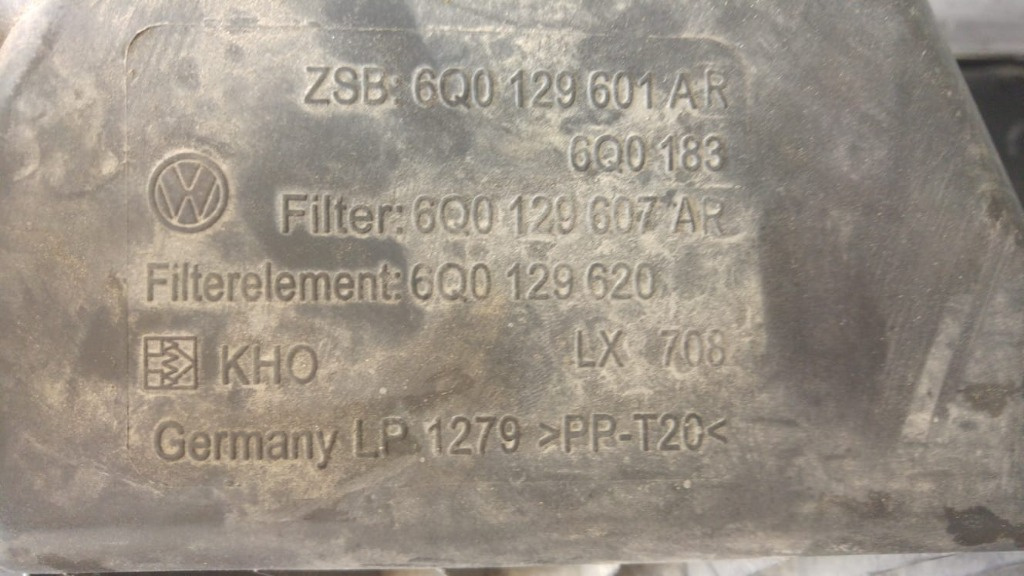 ZSB: 6Q0 129 601 AR
6Q0 183
Filter: 6Q0 129 607 AR
Filterelement: 6Q0 129 620
KHO LX 708
Germany LP 1279 >PP-T20<